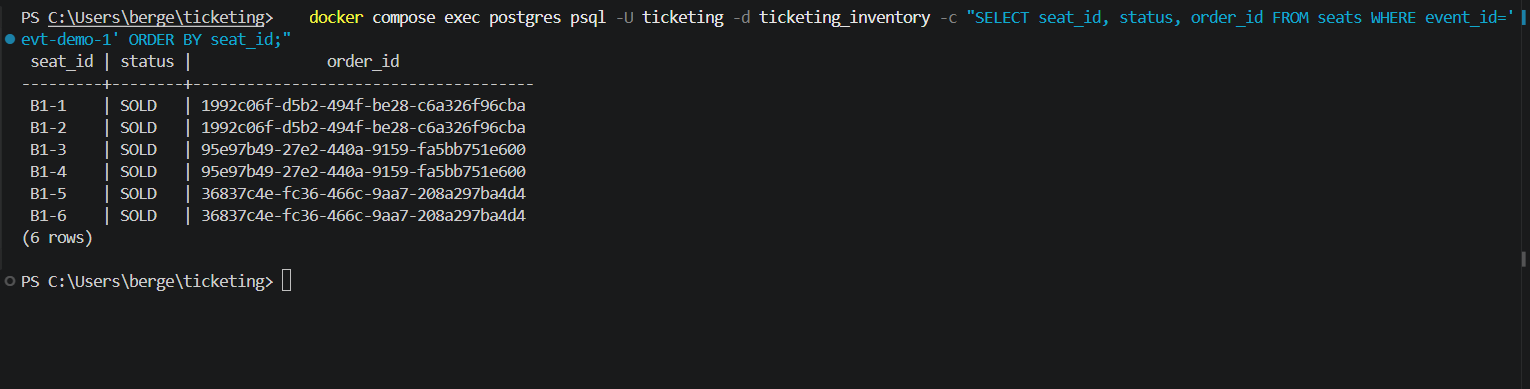 PS C:\Users\berge\ticketing>    docker compose exec postgres psql -U ticketing -d ticketing_inventory -c "SELECT seat_id, status, order_id FROM seats WHERE event_id='
evt-demo-1' ORDER BY seat_id;"
 seat_id | status |               order_id
---------+--------+--------------------------------------
 B1-1    | SOLD   | 1992c06f-d5b2-494f-be28-c6a326f96cba
 B1-2    | SOLD   | 1992c06f-d5b2-494f-be28-c6a326f96cba
 B1-3    | SOLD   | 95e97b49-27e2-440a-9159-fa5bb751e600
 B1-4    | SOLD   | 95e97b49-27e2-440a-9159-fa5bb751e600
 B1-5    | SOLD   | 36837c4e-fc36-466c-9aa7-208a297ba4d4
 B1-6    | SOLD   | 36837c4e-fc36-466c-9aa7-208a297ba4d4
(6 rows)
PS C:\Users\berge\ticketing>